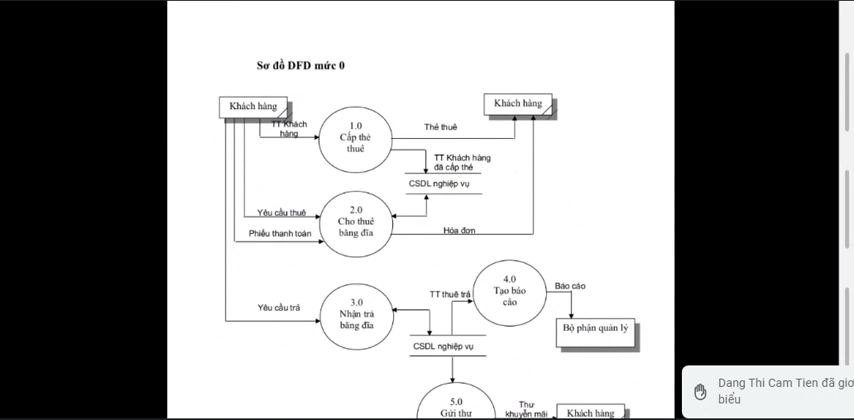 Sơ đồ DFD mức 0
Khách hàng
Khách hàng
TT Khách
hàng
1.0
Cấp thẻ
thuê
Thẻ thuê
TT Khách hàng
đã cấp thẻ
CSDL nghiệp vụ
Yêu cầu thuê
Phiếu thanh toán
2.0
Cho thuê
băng đĩa
Hóa đơn
Yêu cầu trả
3.0
Nhận trả
băng đĩa
TT thuê trả
4.0
Tạo báo
cáo
Báo cáo
Bộ phận quản lý
CSDL nghiệp vụ
5.0
Gửi thư
Thư
khuyến mãi
Khách hàng
Dang Thi Cam Tien đã giơ
biểu